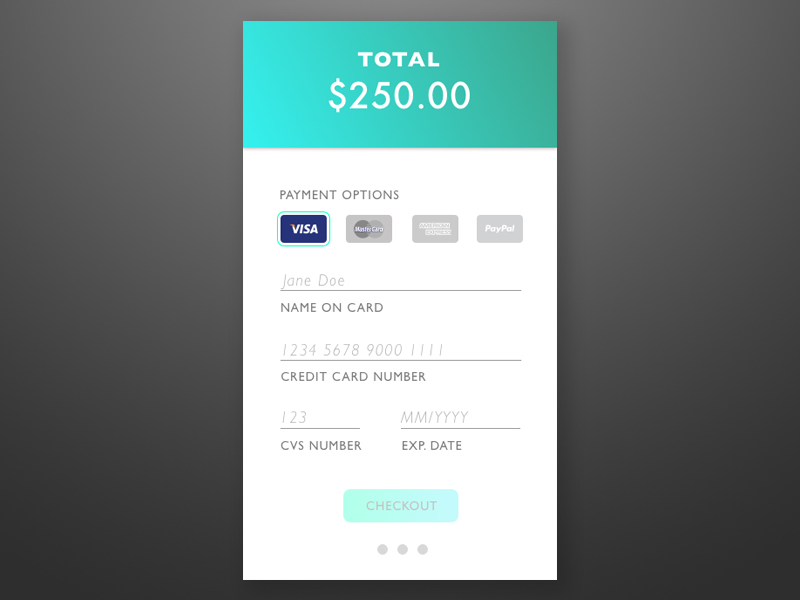 TOTAL
$250.00
PAYMENT OPTIONS
VISA MasterCard AMERICAN EXPRESS PayPal
Jane Doe
NAME ON CARD
1234 5678 9000 1111
CREDIT CARD NUMBER
123 MM/YYYY
CVS NUMBER EXP. DATE
CHECKOUT